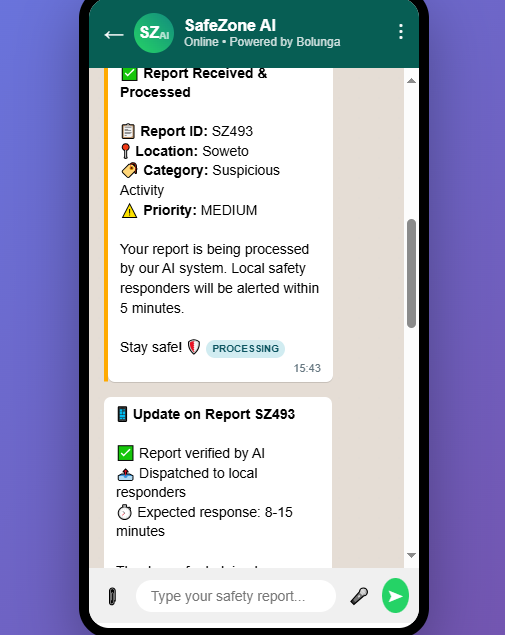 SafeZone AI
SZAI
Online • Powered by Bolunga
✅ Report Received &
Processed
📋 Report ID: SZ493
📍 Location: Soweto
🏷️ Category: Suspicious
Activity
⚠️ Priority: MEDIUM
Your report is being processed
by our AI system. Local safety
responders will be alerted within
5 minutes.
Stay safe! 🛡️ PROCESSING
15:43
📱 Update on Report SZ493
✅ Report verified by AI
📤 Dispatched to local
responders
⏱️ Expected response: 8-15
minutes
Type your safety report...